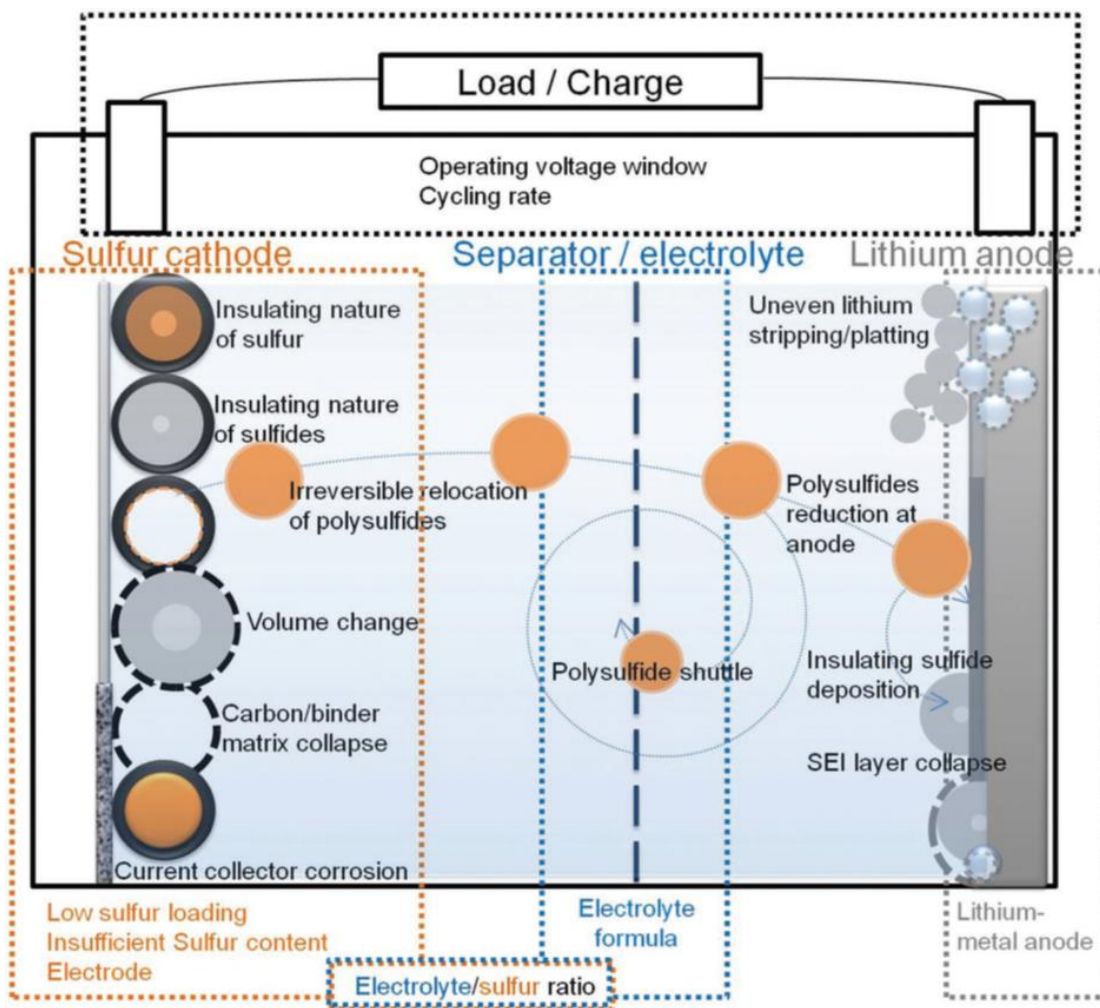 Load / Charge
Operating voltage window
Cycling rate
Sulfur cathode
Separator / electrolyte
Lithium anode
Insulating nature
of sulfur
Insulating nature
of sulfides
Irreversible relocation
of polysulfides
Volume change
Carbon/binder
matrix collapse
Current collector corrosion
Polysulfide shuttle
Uneven lithium
stripping/platting
Polysulfides
reduction at
anode
Insulating sulfide
deposition
SEI layer collapse
Low sulfur loading
Insufficient Sulfur content
Electrode
Electrolyte
formula
Lithium-
metal anode
Electrolyte/sulfur ratio